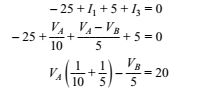 - 25 + I₁ + 5 + I₃ = 0
- 25 + V_A/10 + (V_A - V_B)/5 + 5 = 0
V_A(1/10 + 1/5) - V_B/5 = 20